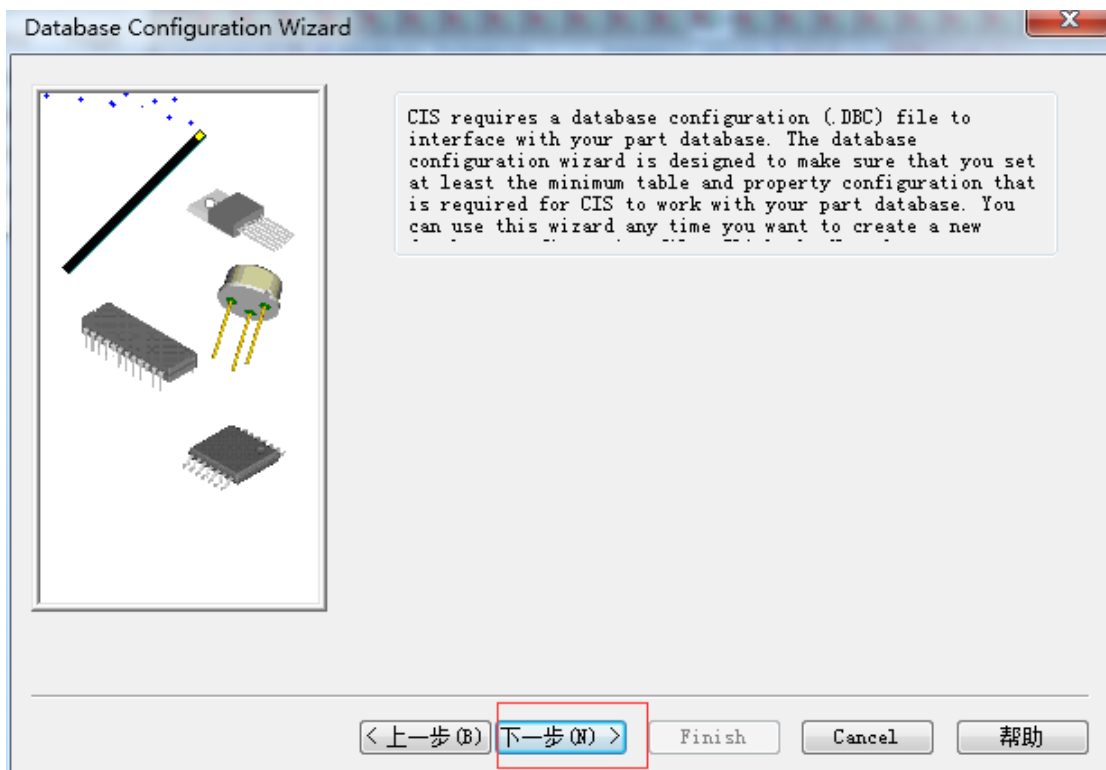 Database Configuration Wizard
CIS requires a database configuration (.DBC) file to
interface with your part database. The database
configuration wizard is designed to make sure that you set
at least the minimum table and property configuration that
is required for CIS to work with your part database. You
can use this wizard any time you want to create a new
< 上一步(B) 下一步(N) > Finish Cancel 帮助